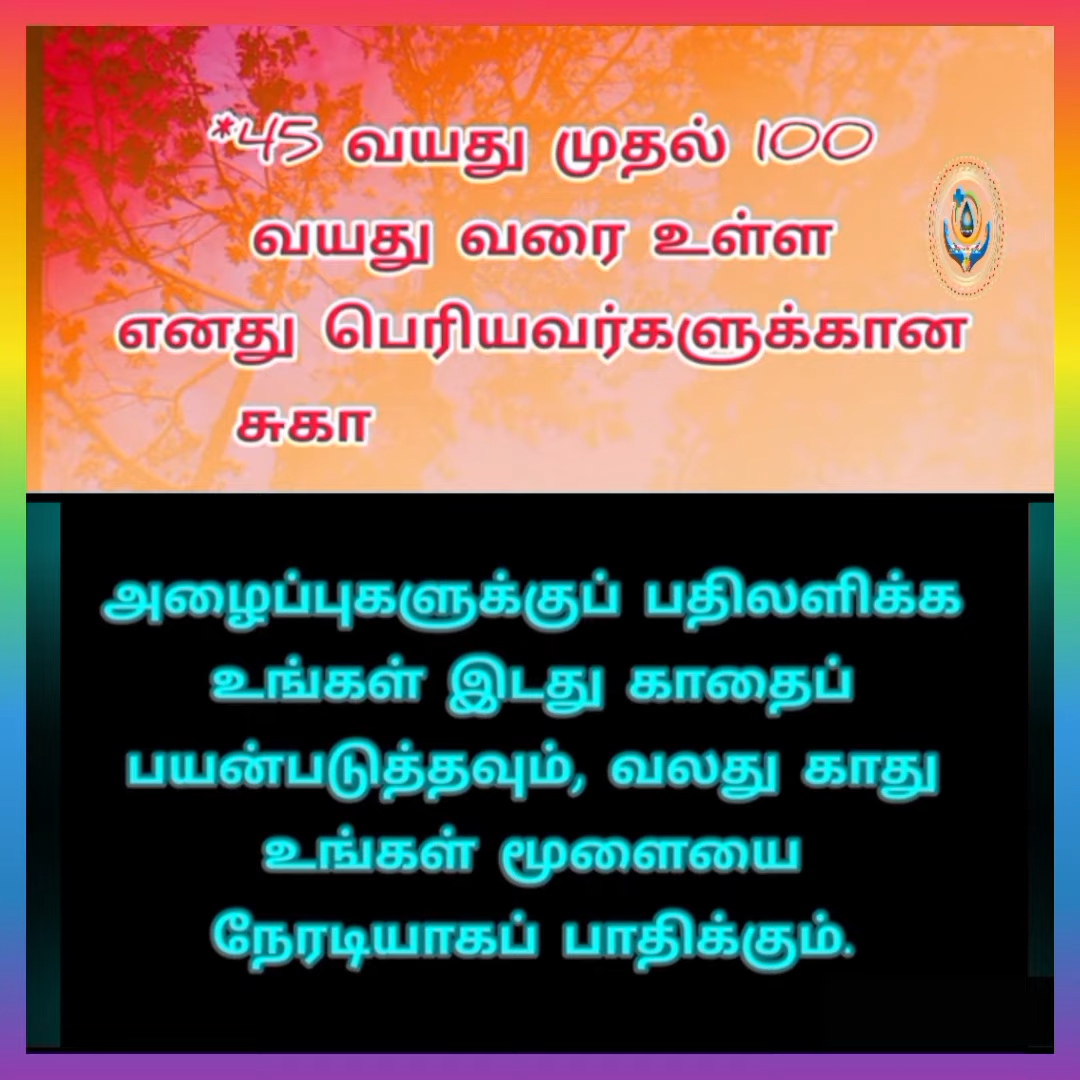 *45 வயது முதல் 100
வயது வரை உள்ள
எனது பெரியவர்களுக்கான
சுகா
அழைப்புகளுக்குப் பதிலளிக்க
உங்கள் இடது காதைப்
பயன்படுத்தவும், வலது காது
உங்கள் மூளையை
நேரடியாகப் பாதிக்கும்.